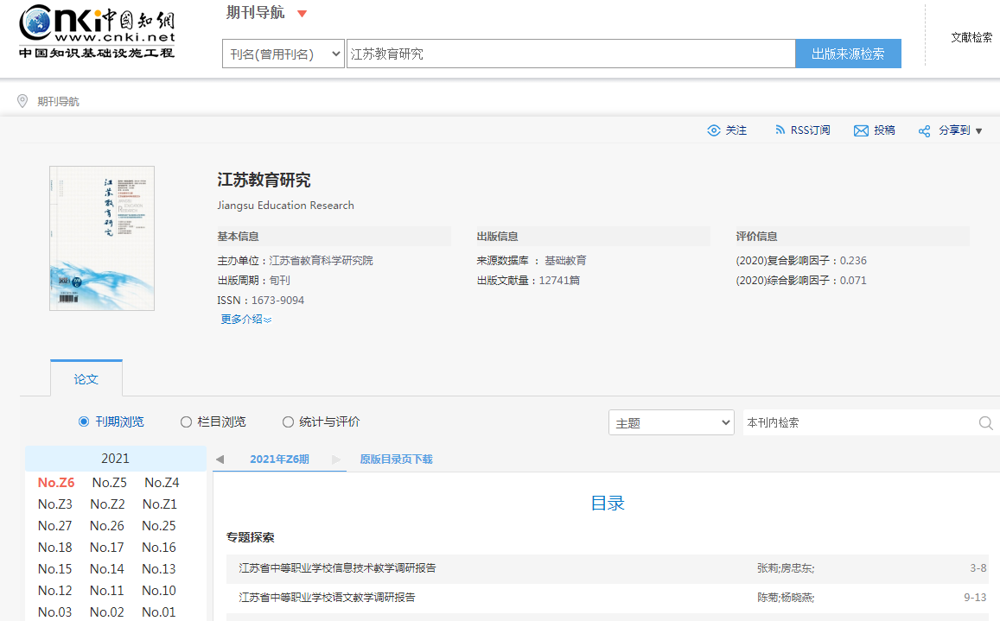 Cnki中国知网
www.cnki.net
中国知识基础设施工程
期刊导航
刊名(曾用刊名)
江苏教育研究
出版来源检索
文献检索
期刊导航
关注
RSS订阅
投稿
分享到
江苏教育研究
2021
江苏教育研究
Jiangsu Education Research
基本信息
主办单位：江苏省教育科学研究院
出版周期：旬刊
ISSN：1673-9094
更多介绍
出版信息
来源数据库 ： 基础教育
出版文献量：12741篇
评价信息
(2020)复合影响因子：0.236
(2020)综合影响因子：0.071
论文
刊期浏览 栏目浏览 统计与评价
主题
本刊内检索
2021
No.Z6 No.Z5 No.Z4
No.Z3 No.Z2 No.Z1
No.27 No.26 No.25
No.18 No.17 No.16
No.15 No.14 No.13
No.12 No.11 No.10
No.03 No.02 No.01
2021年Z6期 原版目录页下载
目录
专题探索
江苏省中等职业学校信息技术教学调研报告 张莉;房忠东; 3-8
江苏省中等职业学校语文教学调研报告 陈菊;杨晓燕; 9-13